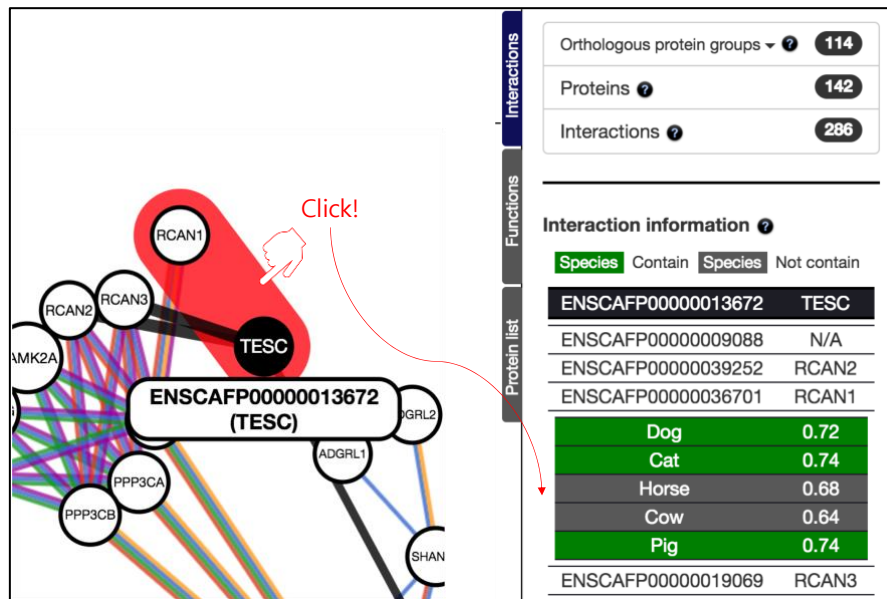 Interactions
Functions
Protein list
Orthologous protein groups 114
Proteins 142
Interactions 286
Interaction information
Species Contain Species Not contain
ENSCAFP00000013672 TESC
ENSCAFP00000009088 N/A
ENSCAFP00000039252 RCAN2
ENSCAFP00000036701 RCAN1
Dog 0.72
Cat 0.74
Horse 0.68
Cow 0.64
Pig 0.74
ENSCAFP00000019069 RCAN3
Click!
RCAN1
RCAN3
RCAN2
TESC
AMK2A
ENSCAFP00000013672
(TESC)
DGRL2
ADGRL1
PPP3CA
PPP3CB
SHAN